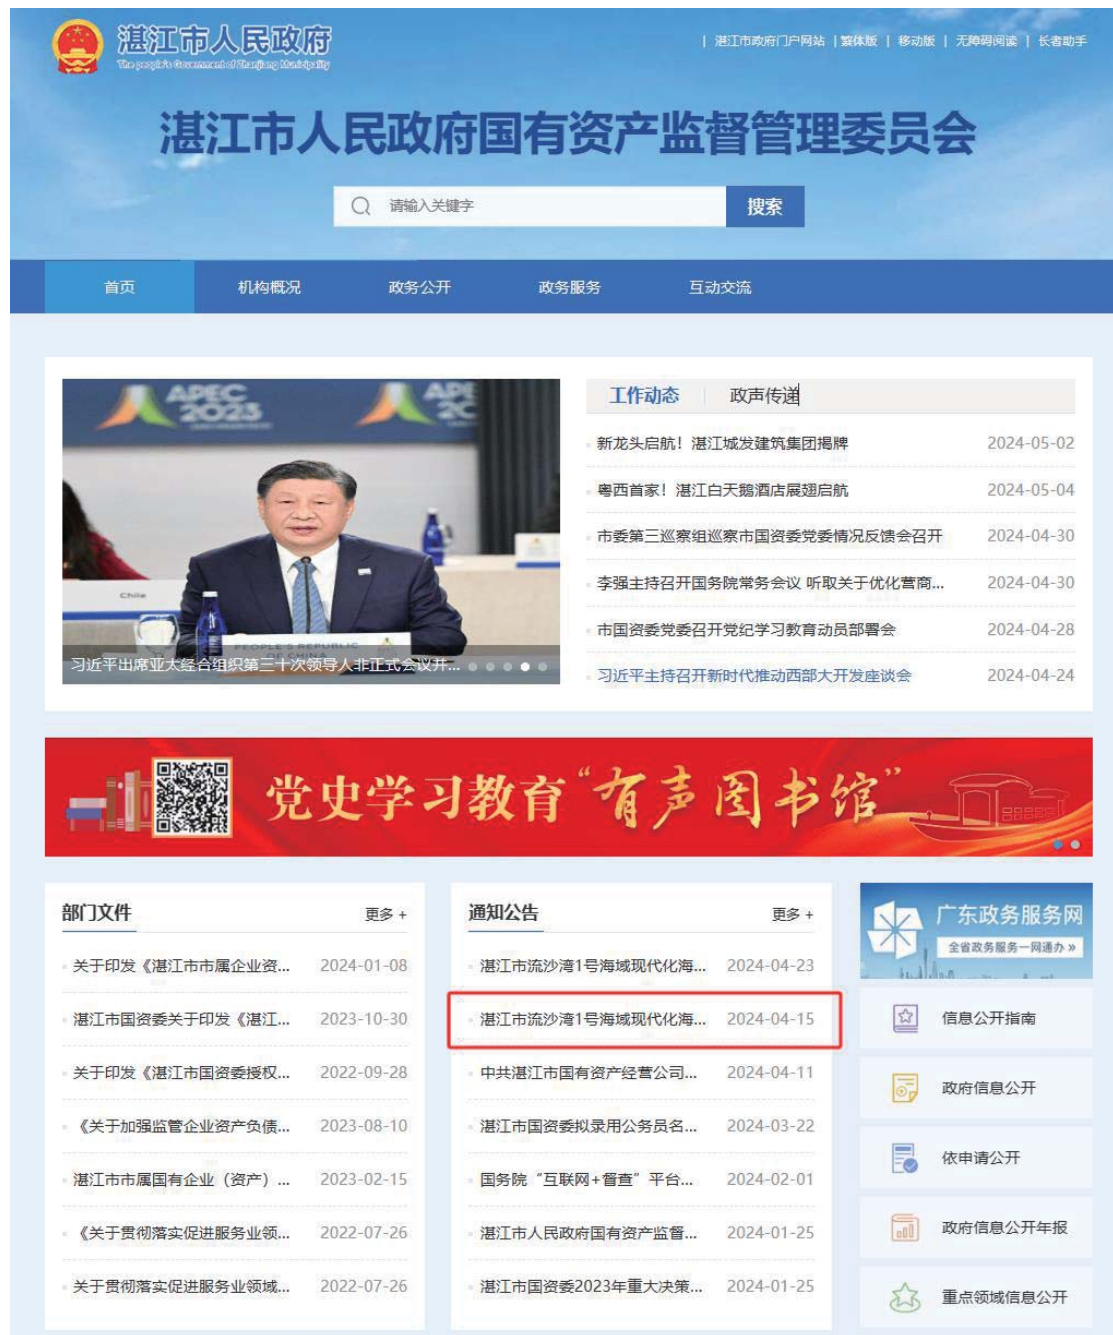 湛江市人民政府
The people's Government of Zhanjiang Municipality
| 湛江市政府门户网站 | 繁体版 | 移动版 | 无障碍阅读 | 长者助手
湛江市人民政府国有资产监督管理委员会
请输入关键字
搜索
首页 机构概况 政务公开 政务服务 互动交流
APEC
2023
Chile
PEOPLE'S REPUBLIC
OF CHINA
习近平出席亚太经合组织第三十次领导人非正式会议并...
工作动态 政声传递
新龙头启航！湛江城发建筑集团揭牌 2024-05-02
粤西首家！湛江白天鹅酒店展翅启航 2024-05-04
市委第三巡察组巡察市国资委党委情况反馈会召开 2024-04-30
李强主持召开国务院常务会议 听取关于优化营商... 2024-04-30
市国资委党委召开党纪学习教育动员部署会 2024-04-28
习近平主持召开新时代推动西部大开发座谈会 2024-04-24
党史学习教育“有声图书馆”
部门文件 更多 +
关于印发《湛江市市属企业资... 2024-01-08
湛江市国资委关于印发《湛江... 2023-10-30
关于印发《湛江市国资委授权... 2022-09-28
《关于加强监管企业资产负债... 2023-08-10
湛江市市属国有企业（资产）... 2023-02-15
《关于贯彻落实促进服务业领... 2022-07-26
关于贯彻落实促进服务业领域... 2022-07-26
通知公告 更多 +
湛江市流沙湾1号海域现代化海... 2024-04-23
湛江市流沙湾1号海域现代化海... 2024-04-15
中共湛江市国有资产经营公司... 2024-04-11
湛江市国资委拟录用公务员名... 2024-03-22
国务院“互联网+督查”平台... 2024-02-01
湛江市人民政府国有资产监督... 2024-01-25
湛江市国资委2023年重大决策... 2024-01-25
广东政务服务网
全省政务服务一网通办 »
信息公开指南
政府信息公开
依申请公开
政府信息公开年报
重点领域信息公开